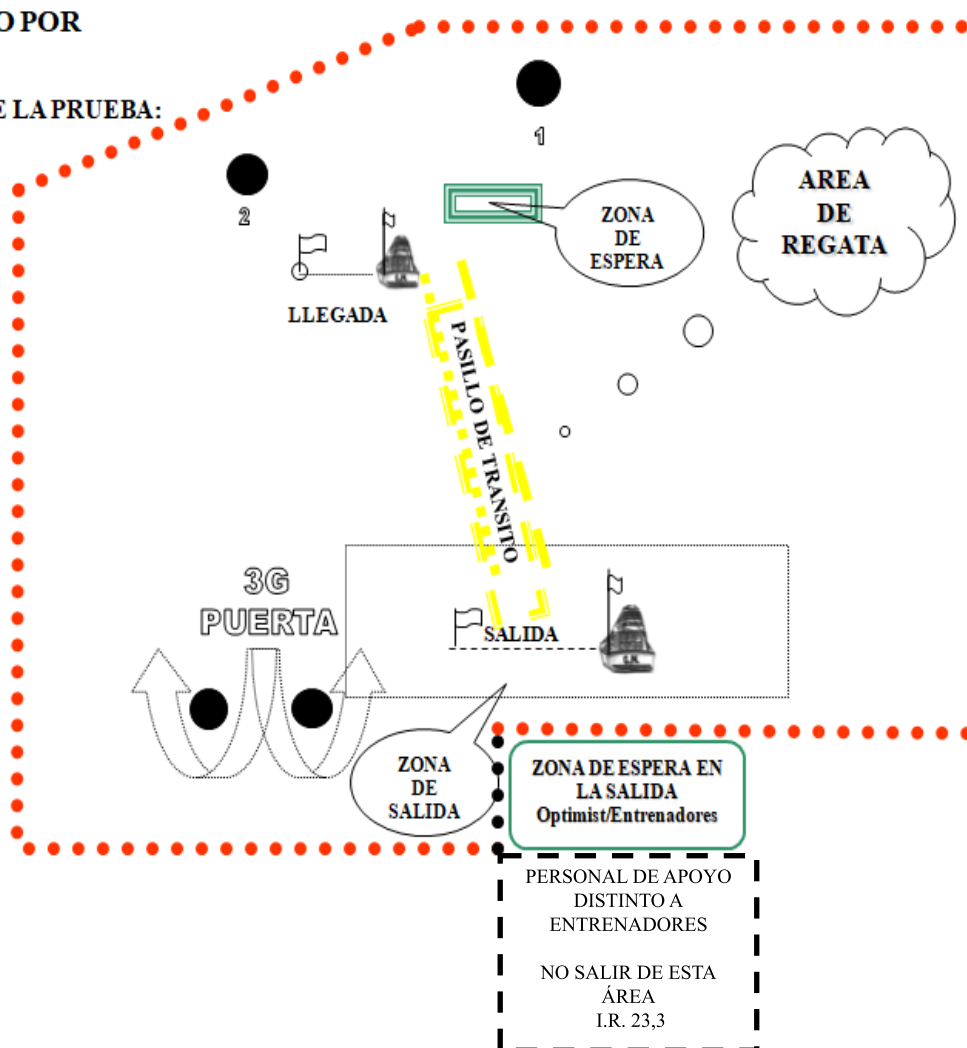 O POR
E LA PRUEBA:
1
2
AREA
DE
REGATA
ZONA
DE
ESPERA
LLEGADA
PASILLO DE TRANSITO
3G
PUERTA
SALIDA
ZONA
DE
SALIDA
ZONA DE ESPERA EN
LA SALIDA
Optimist/Entrenadores
PERSONAL DE APOYO
DISTINTO A
ENTRENADORES
NO SALIR DE ESTA
ÁREA
I.R. 23,3